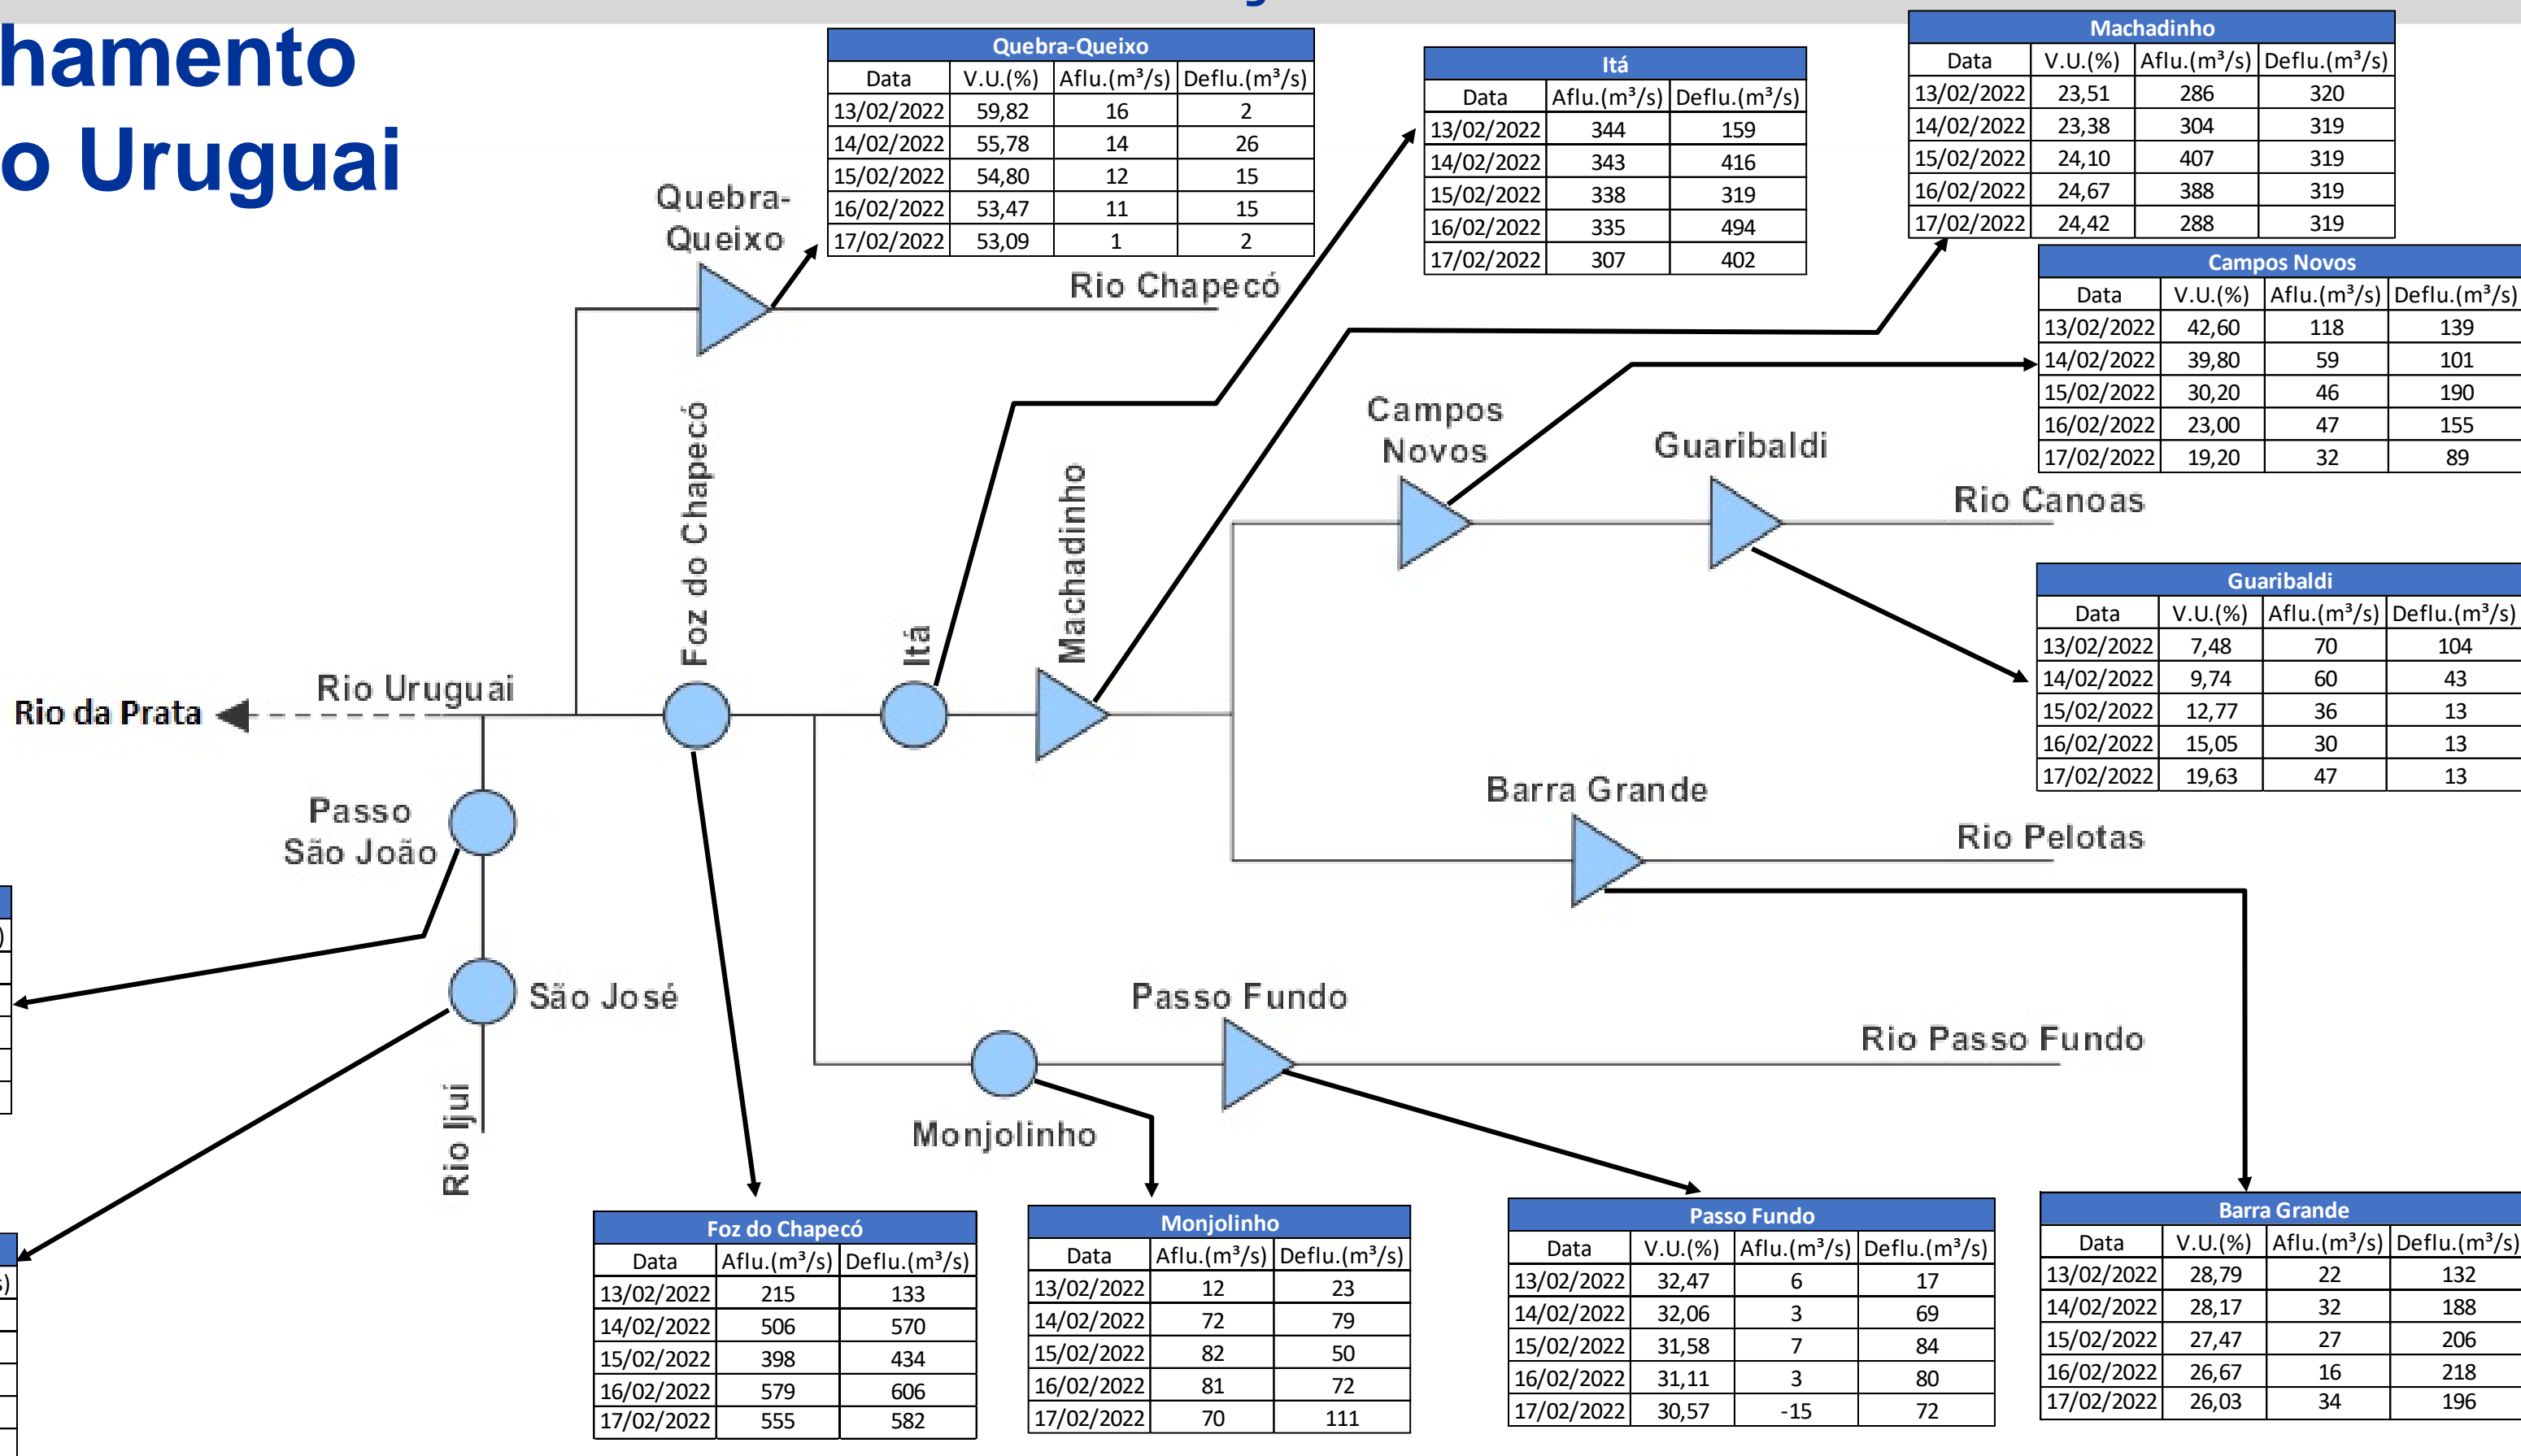 hamento
o Uruguai
Quebra-Queixo
Data V.U.(%) Aflu.(m³/s) Deflu.(m³/s)
13/02/2022 59,82 16 2
14/02/2022 55,78 14 26
15/02/2022 54,80 12 15
16/02/2022 53,47 11 15
17/02/2022 53,09 1 2
Itá
Data Aflu.(m³/s) Deflu.(m³/s)
13/02/2022 344 159
14/02/2022 343 416
15/02/2022 338 319
16/02/2022 335 494
17/02/2022 307 402
Machadinho
Data V.U.(%) Aflu.(m³/s) Deflu.(m³/s)
13/02/2022 23,51 286 320
14/02/2022 23,38 304 319
15/02/2022 24,10 407 319
16/02/2022 24,67 388 319
17/02/2022 24,42 288 319
Campos Novos
Data V.U.(%) Aflu.(m³/s) Deflu.(m³/s)
13/02/2022 42,60 118 139
14/02/2022 39,80 59 101
15/02/2022 30,20 46 190
16/02/2022 23,00 47 155
17/02/2022 19,20 32 89
Quebra-
Queixo
Rio Chapecó
Foz do Chapecó
Itá
Machadinho
Campos
Novos
Guaribaldi
Rio Canoas
Guaribaldi
Data V.U.(%) Aflu.(m³/s) Deflu.(m³/s)
13/02/2022 7,48 70 104
14/02/2022 9,74 60 43
15/02/2022 12,77 36 13
16/02/2022 15,05 30 13
17/02/2022 19,63 47 13
Rio da Prata
Rio Uruguai
Passo
São João
Barra Grande
Rio Pelotas
São José
Rio Ijui
Passo Fundo
Rio Passo Fundo
Monjolinho
)
s)
Foz do Chapecó
Data Aflu.(m³/s) Deflu.(m³/s)
13/02/2022 215 133
14/02/2022 506 570
15/02/2022 398 434
16/02/2022 579 606
17/02/2022 555 582
Monjolinho
Data Aflu.(m³/s) Deflu.(m³/s)
13/02/2022 12 23
14/02/2022 72 79
15/02/2022 82 50
16/02/2022 81 72
17/02/2022 70 111
Passo Fundo
Data V.U.(%) Aflu.(m³/s) Deflu.(m³/s)
13/02/2022 32,47 6 17
14/02/2022 32,06 3 69
15/02/2022 31,58 7 84
16/02/2022 31,11 3 80
17/02/2022 30,57 -15 72
Barra Grande
Data V.U.(%) Aflu.(m³/s) Deflu.(m³/s)
13/02/2022 28,79 22 132
14/02/2022 28,17 32 188
15/02/2022 27,47 27 206
16/02/2022 26,67 16 218
17/02/2022 26,03 34 196